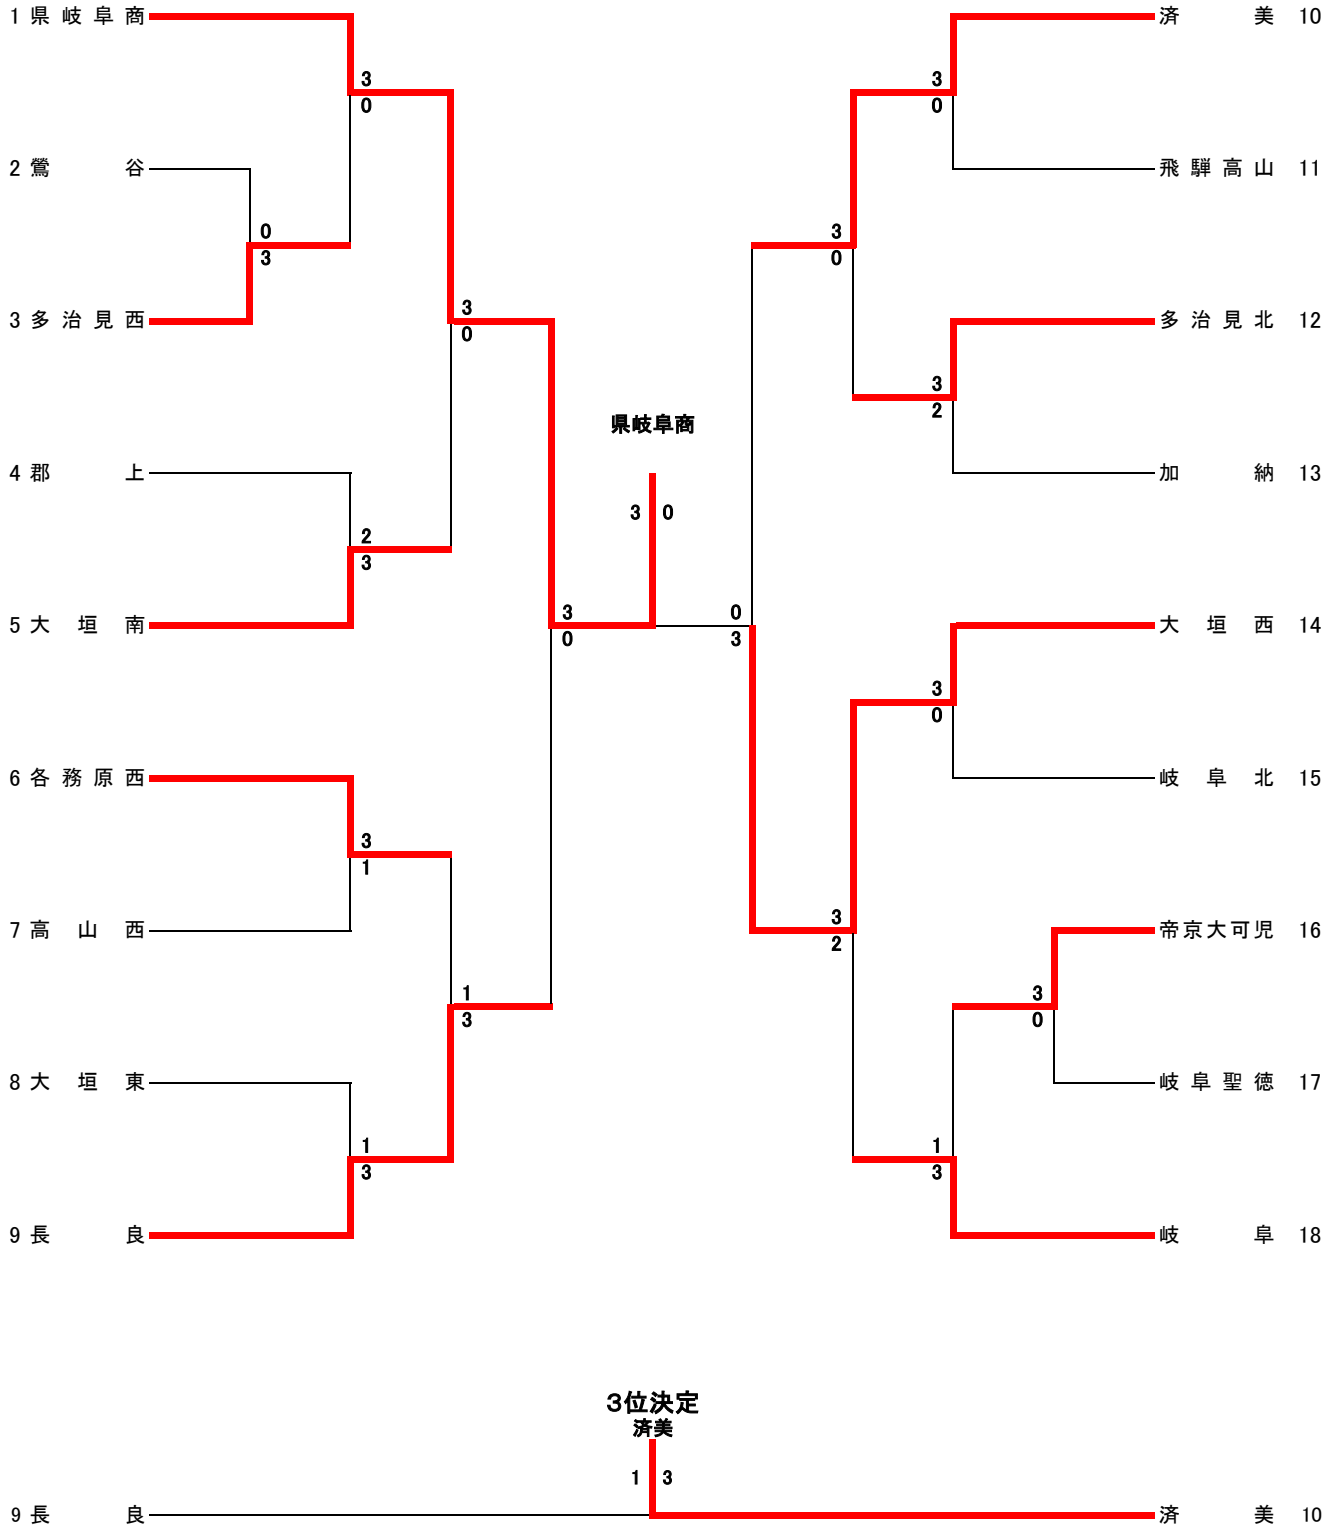 1 県岐阜商
済美 10
3
0
3
0
2 鶯谷
飛騨高山 11
0
3
3
0
3 多治見西
多治見北 12
3
0
3
2
県岐阜商
4 郡上
加納 13
3 0
2
3
5 大垣南
大垣西 14
3
0
0
3
3
0
6 各務原西
岐阜北 15
3
1
7 高山西
帝京大可児 16
3
2
1
3
3
0
8 大垣東
岐阜聖徳 17
1
3
1
3
9 長良
岐阜 18
3位決定
済美
1 3
9 長良
済美 10